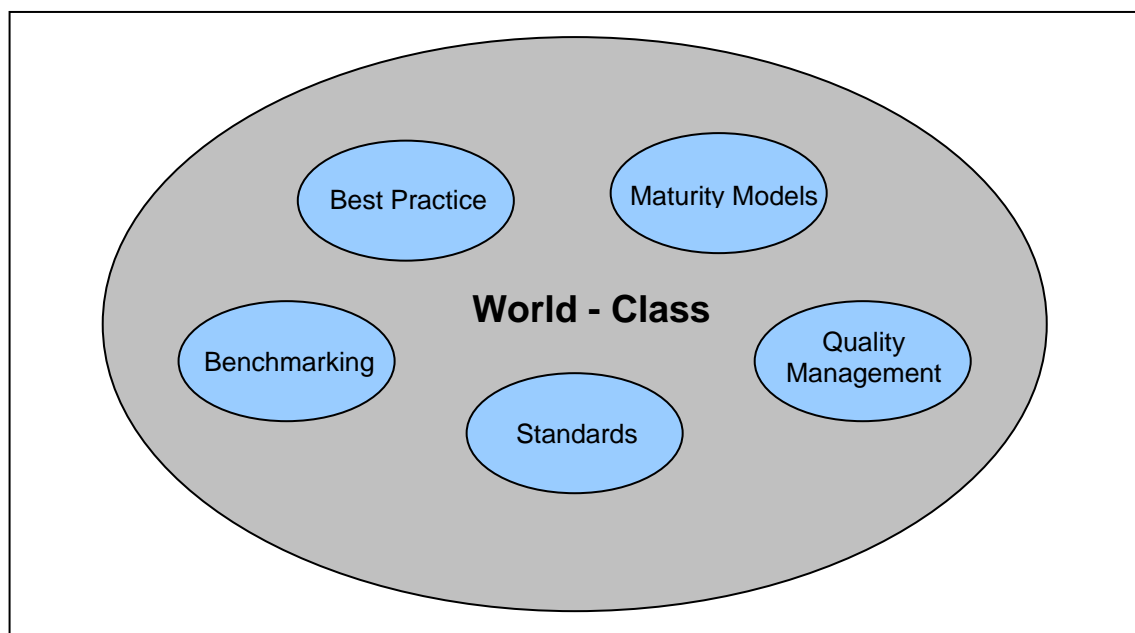 Best Practice
Maturity Models
World - Class
Benchmarking
Quality
Management
Standards